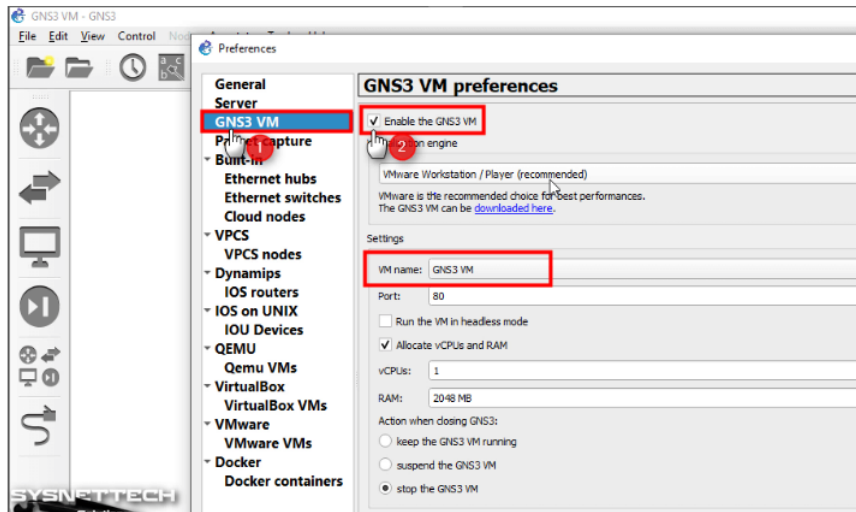 GNS3 VM - GNS3
File Edit View Control
Preferences
General
Server
GNS3 VM
1
Packet capture
Built-in
Ethernet hubs
Ethernet switches
Cloud nodes
VPCS
VPCS nodes
Dynamips
IOS routers
IOS on UNIX
IOU Devices
QEMU
Qemu VMs
VirtualBox
VirtualBox VMs
VMware
VMware VMs
Docker
Docker containers
GNS3 VM preferences
Enable the GNS3 VM
2
engine
VMware Workstation / Player (recommended)
VMware is the recommended choice for best performances.
The GNS3 VM can be downloaded here.
Settings
VM name: GNS3 VM
Port: 80
Run the VM in headless mode
Allocate vCPUs and RAM
vCPUs: 1
RAM: 2048 MB
Action when closing GNS3:
keep the GNS3 VM running
suspend the GNS3 VM
stop the GNS3 VM
SYSNETTECH